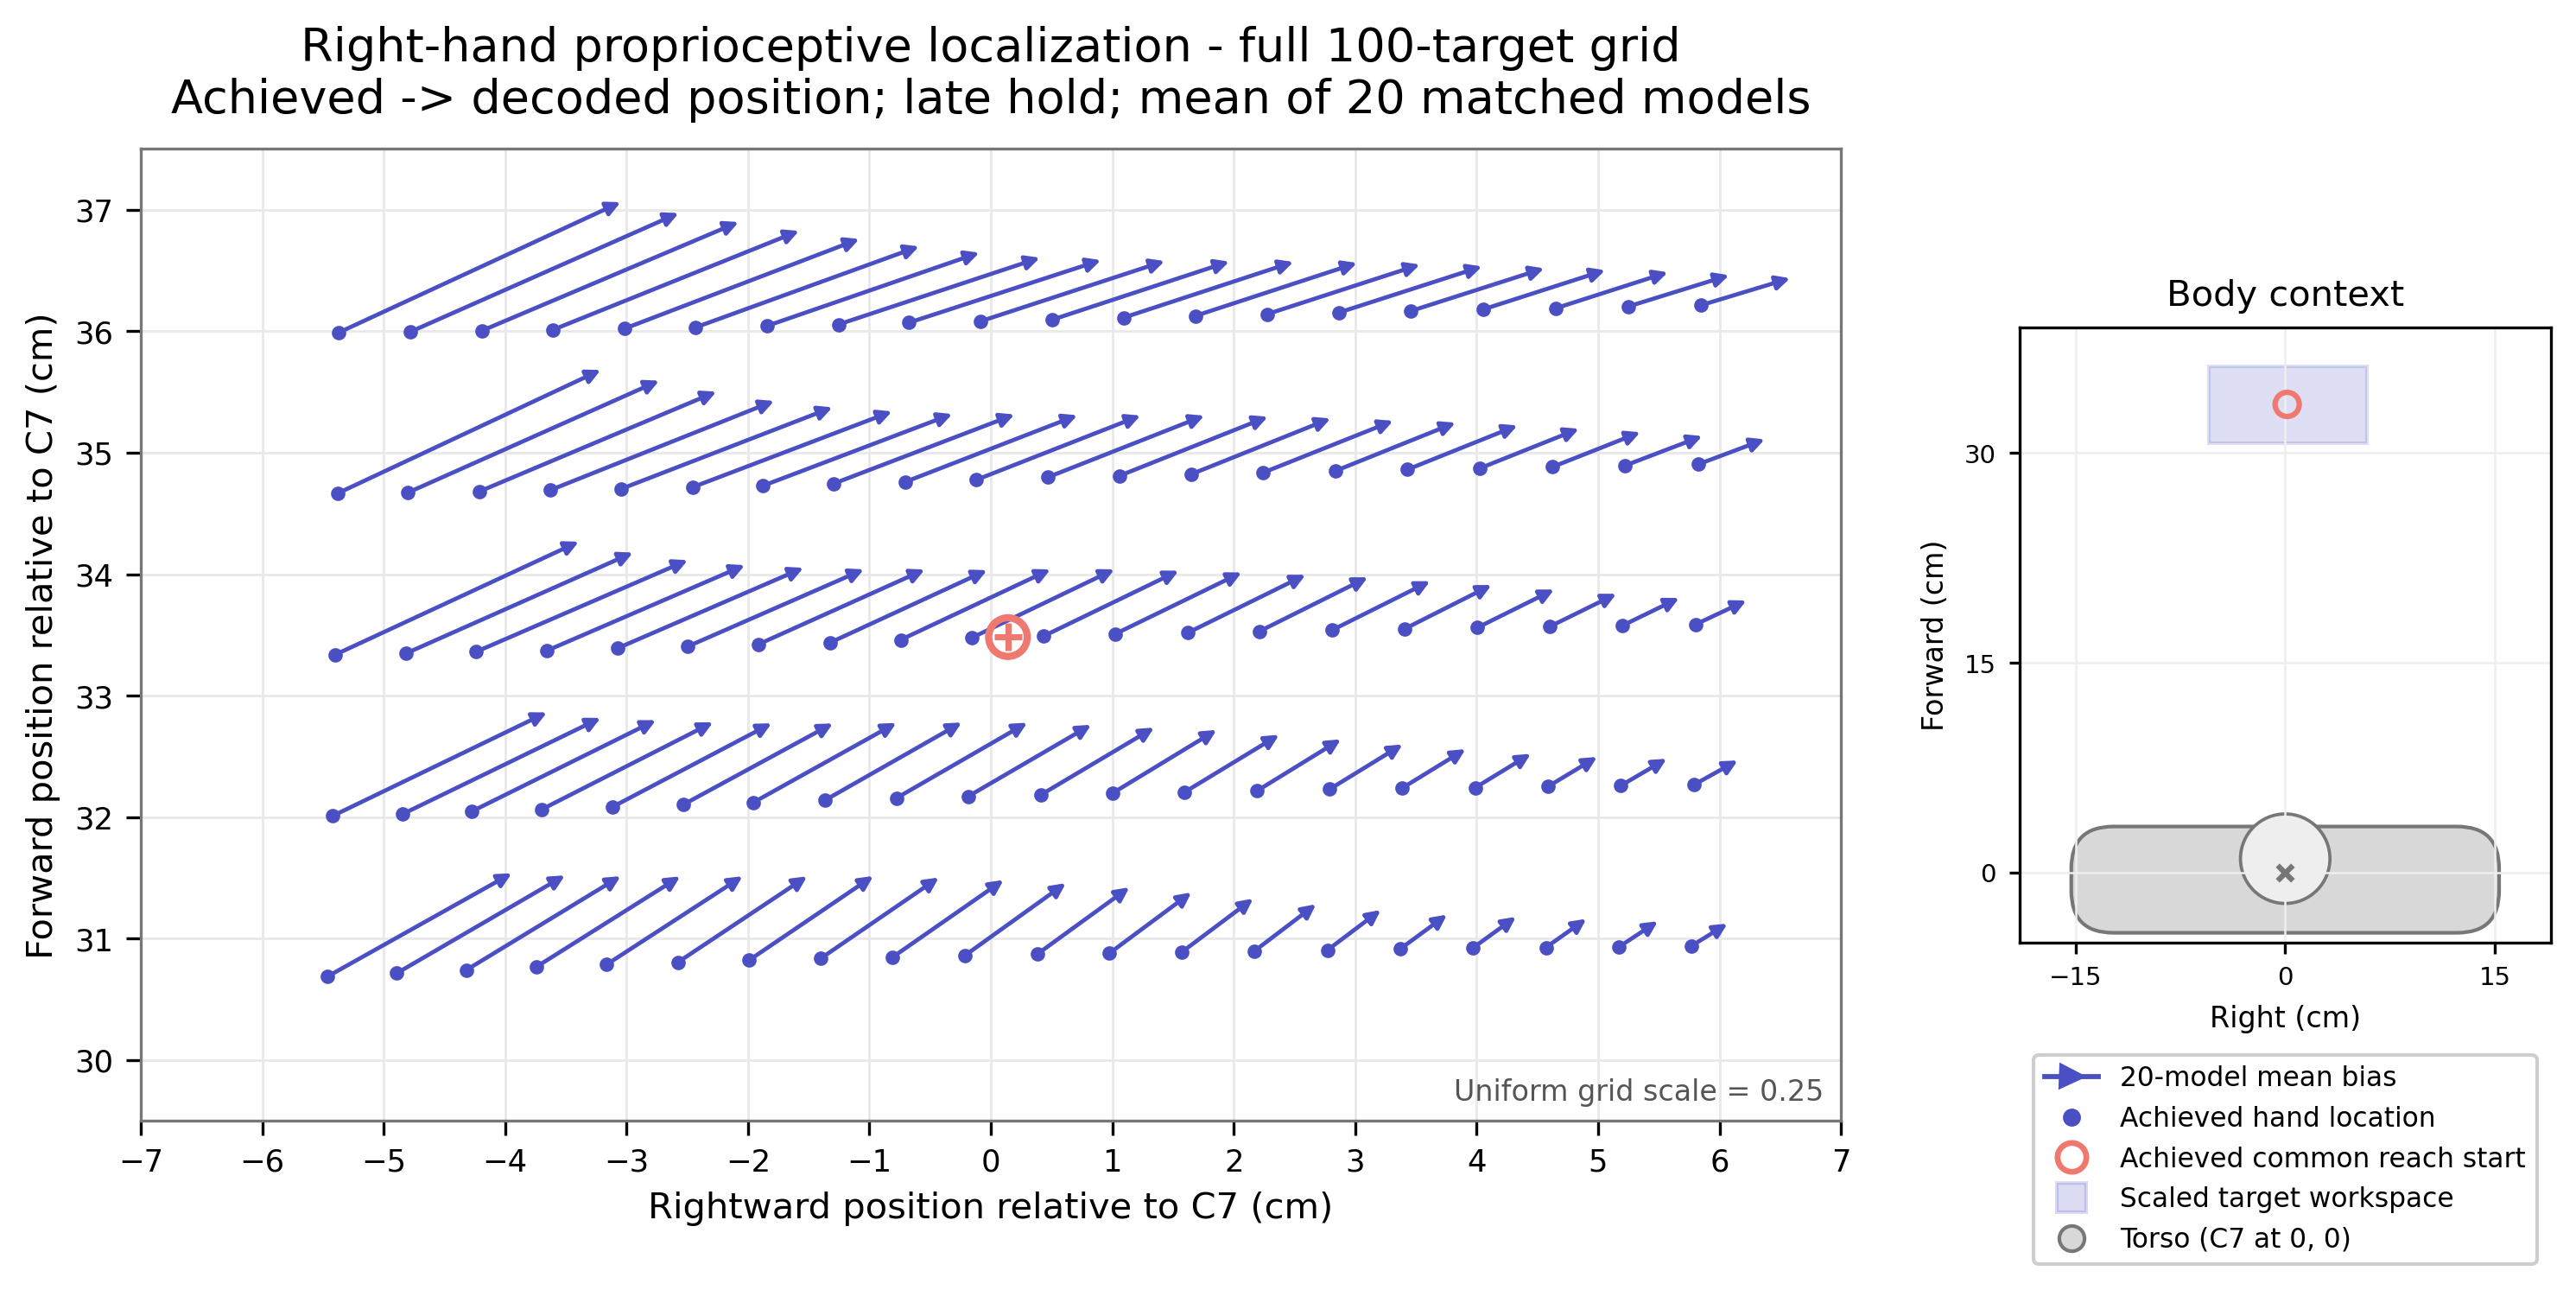 Right-hand proprioceptive localization - full 100-target grid
Achieved -> decoded position; late hold; mean of 20 matched models
Forward position relative to C7 (cm)
37
36
35
34
33
32
31
30
Uniform grid scale = 0.25
−7 −6 −5 −4 −3 −2 −1 0 1 2 3 4 5 6 7
Rightward position relative to C7 (cm)
Body context
Forward (cm)
30
15
0
−15 0 15
Right (cm)
20-model mean bias
Achieved hand location
Achieved common reach start
Scaled target workspace
Torso (C7 at 0, 0)